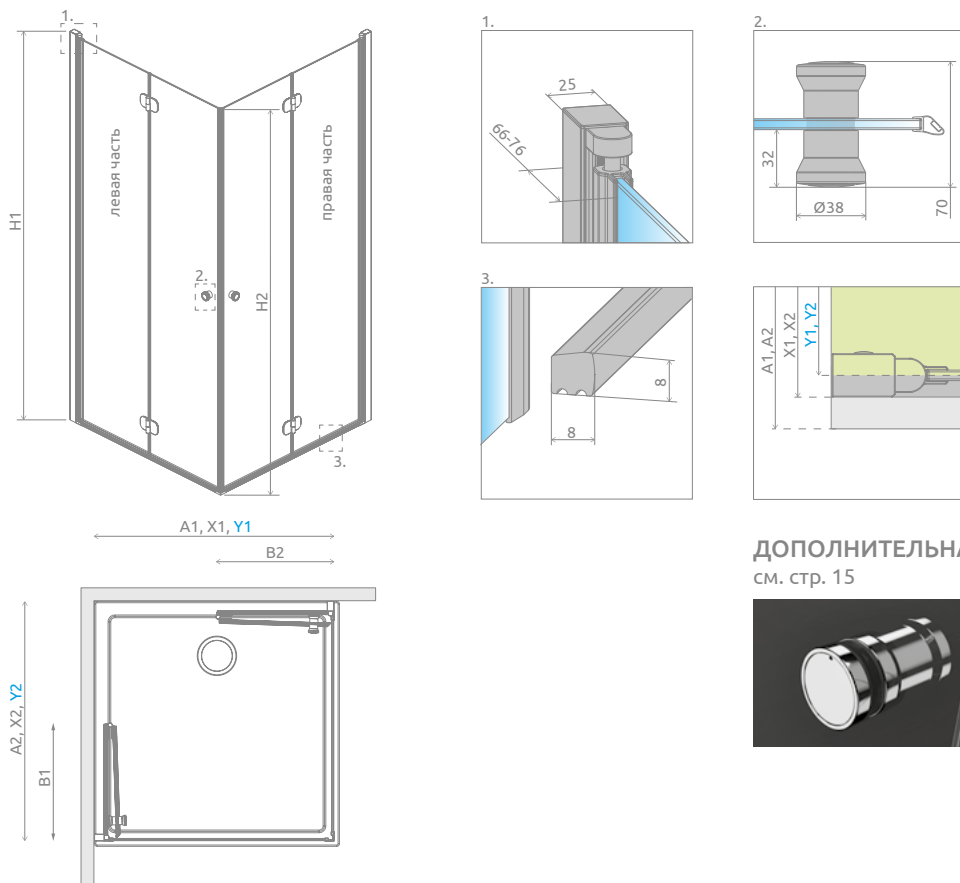 1.
H1
левая часть
правая часть
2.
H2
3.
A1, X1, Y1
B2
A2, X2, Y2
B1
1.
25
66-76
2.
32
Ø38
70
3.
8
8
A1, A2
X1, X2
Y1, Y2
ДОПОЛНИТЕЛЬНА
см. стр. 15